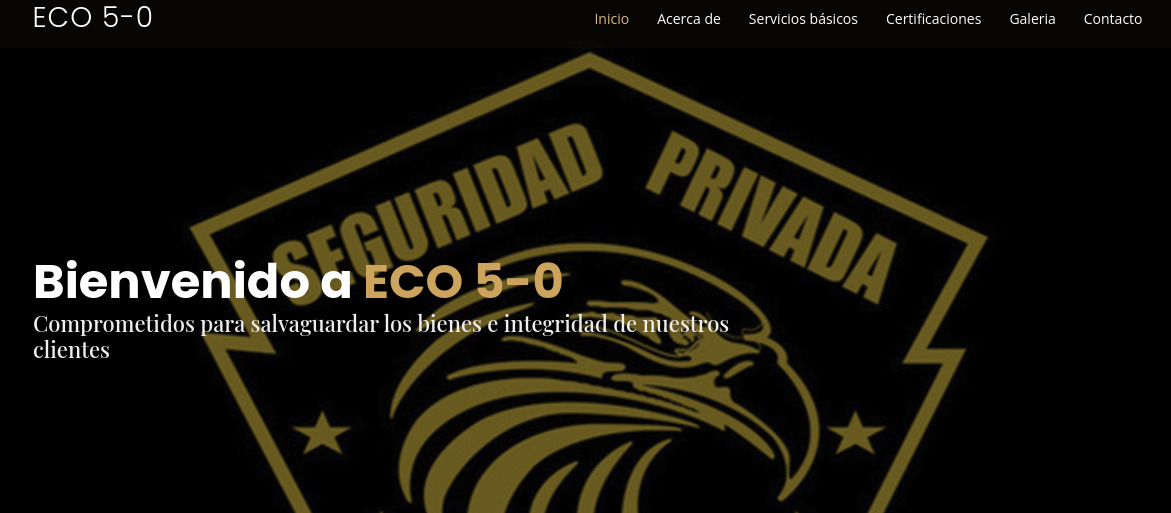 ECO 5-0
Inicio Acerca de Servicios básicos Certificaciones Galeria Contacto
SEGURIDAD PRIVADA
Bienvenido a ECO 5-0
Comprometidos para salvaguardar los bienes e integridad de nuestros
clientes